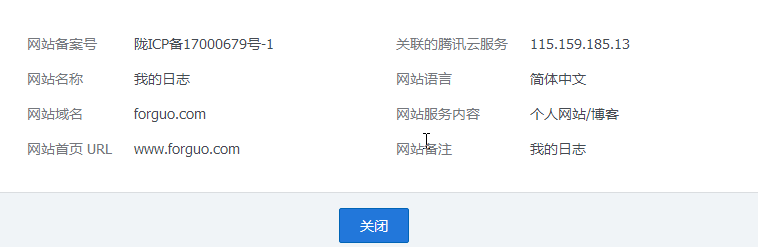 网站备案号 陇ICP备17000679号-1 关联的腾讯云服务 115.159.185.13
网站名称 我的日志 网站语言 简体中文
网站域名 forguo.com 网站服务内容 个人网站/博客
网站首页 URL www.forguo.com 网站备注 我的日志
关闭